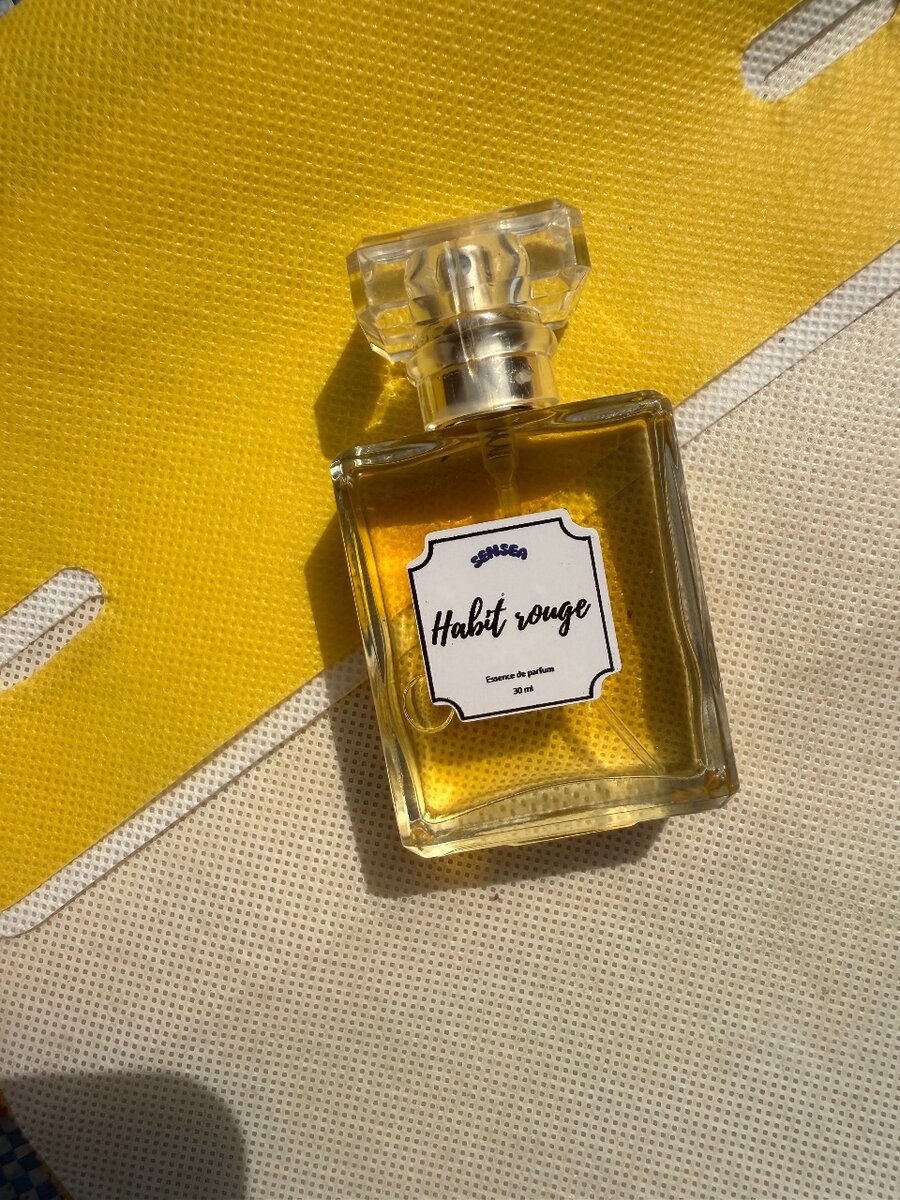 SENSEA
Habit rouge
Essence de parfum
30 ml